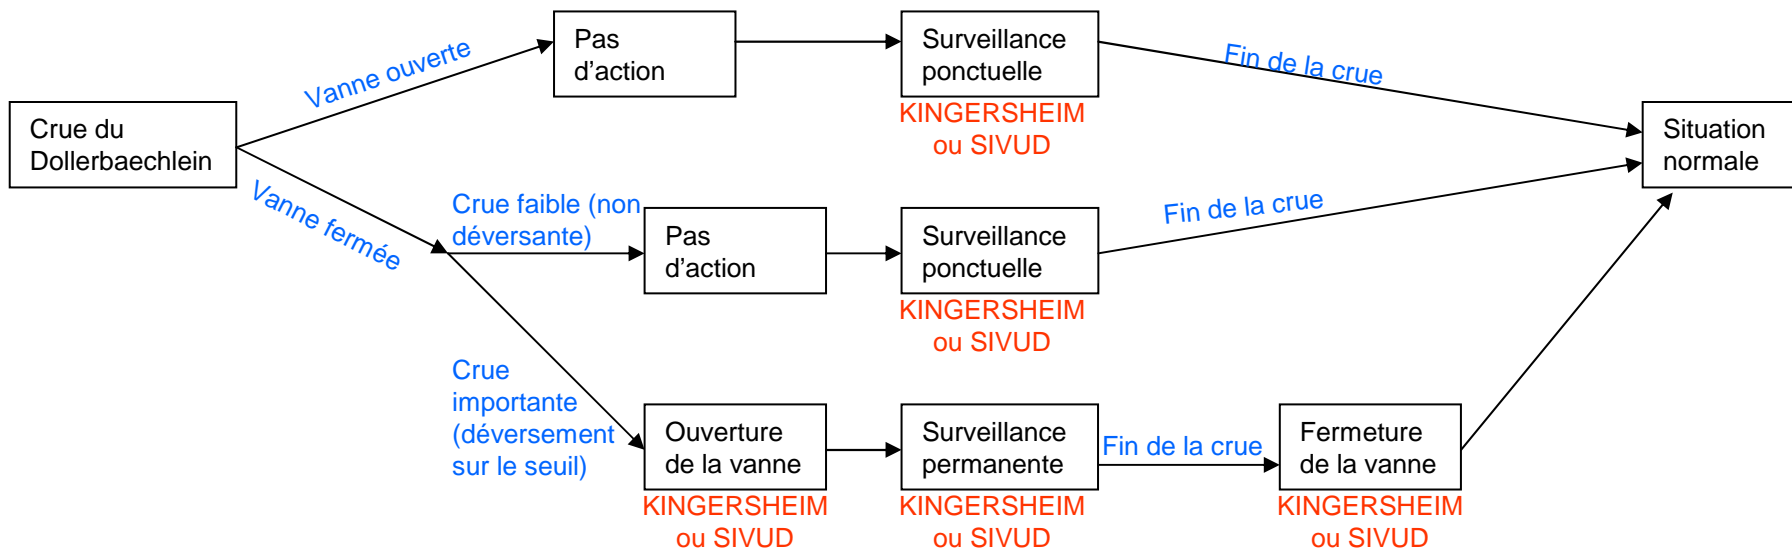 Crue du
Dollerbaechlein
Vanne ouverte
Pas
d’action
Surveillance
ponctuelle
KINGERSHEIM
ou SIVUD
Fin de la crue
Situation
normale
Vanne fermée
Crue faible (non
déversante)
Pas
d’action
Surveillance
ponctuelle
KINGERSHEIM
ou SIVUD
Fin de la crue
Crue
importante
(déversement
sur le seuil)
Ouverture
de la vanne
KINGERSHEIM
ou SIVUD
Surveillance
permanente
KINGERSHEIM
ou SIVUD
Fin de la crue
Fermeture
de la vanne
KINGERSHEIM
ou SIVUD